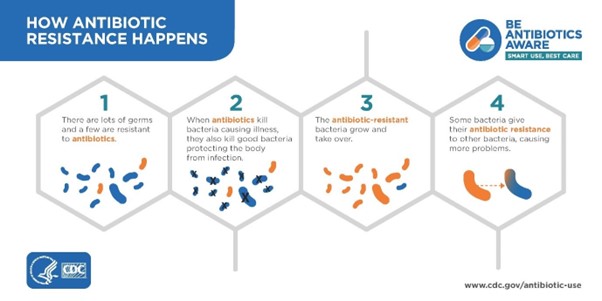 HOW ANTIBIOTIC
RESISTANCE HAPPENS
BE
ANTIBIOTICS
AWARE
SMART USE, BEST CARE
1
There are lots of germs
and a few are resistant
to antibiotics.
2
When antibiotics kill
bacteria causing illness,
they also kill good bacteria
protecting the body
from infection.
3
The antibiotic-resistant
bacteria grow and
take over.
4
Some bacteria give
their antibiotic resistance
to other bacteria, causing
more problems.
CDC
www.cdc.gov/antibiotic-use